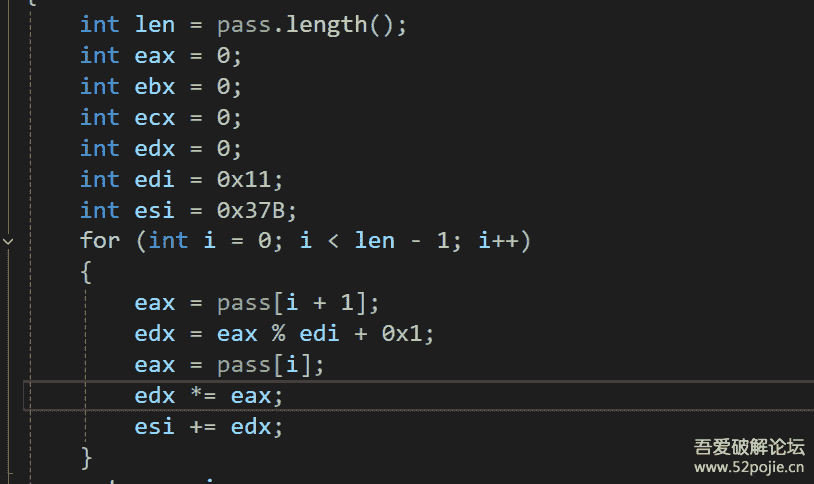 {
int len = pass.length();
int eax = 0;
int ebx = 0;
int ecx = 0;
int edx = 0;
int edi = 0x11;
int esi = 0x37B;
for (int i = 0; i < len - 1; i++)
{
eax = pass[i + 1];
edx = eax % edi + 0x1;
eax = pass[i];
edx *= eax;
esi += edx;
}
吾爱破解论坛
www.52pojie.cn